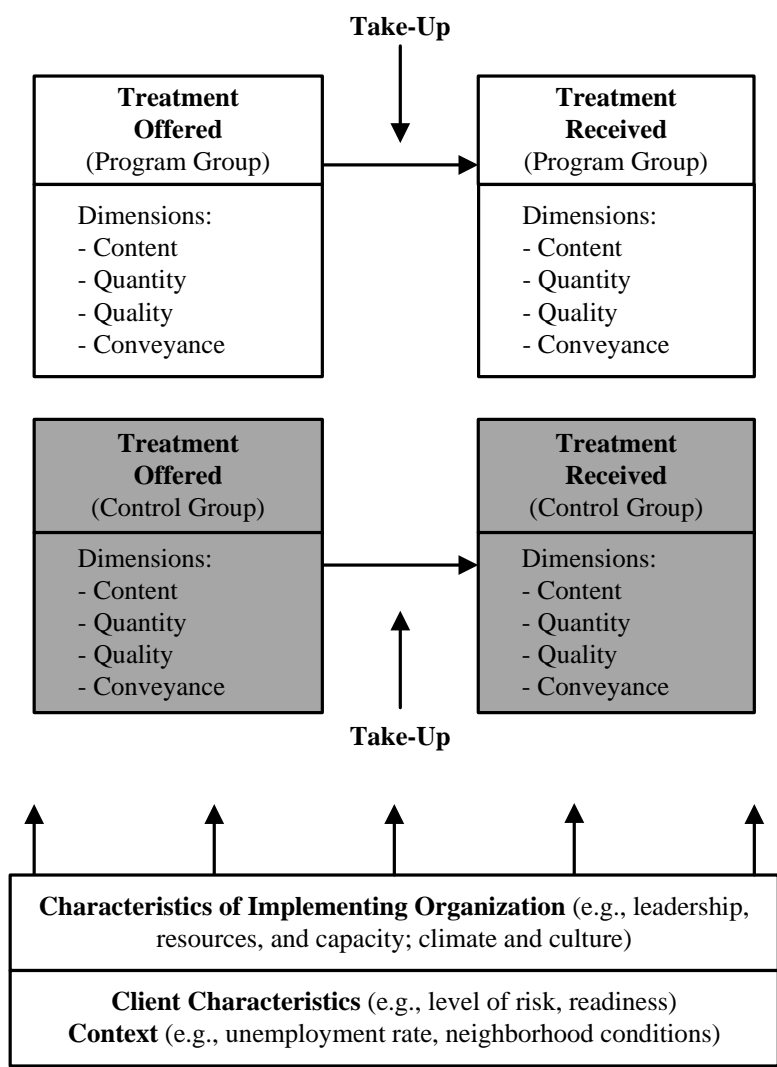 Take-Up
Treatment
Offered
(Program Group)
Dimensions:
- Content
- Quantity
- Quality
- Conveyance
Treatment
Received
(Program Group)
Dimensions:
- Content
- Quantity
- Quality
- Conveyance
Treatment
Offered
(Control Group)
Dimensions:
- Content
- Quantity
- Quality
- Conveyance
Treatment
Received
(Control Group)
Dimensions:
- Content
- Quantity
- Quality
- Conveyance
Take-Up
Characteristics of Implementing Organization (e.g., leadership,
resources, and capacity; climate and culture)
Client Characteristics (e.g., level of risk, readiness)
Context (e.g., unemployment rate, neighborhood conditions)